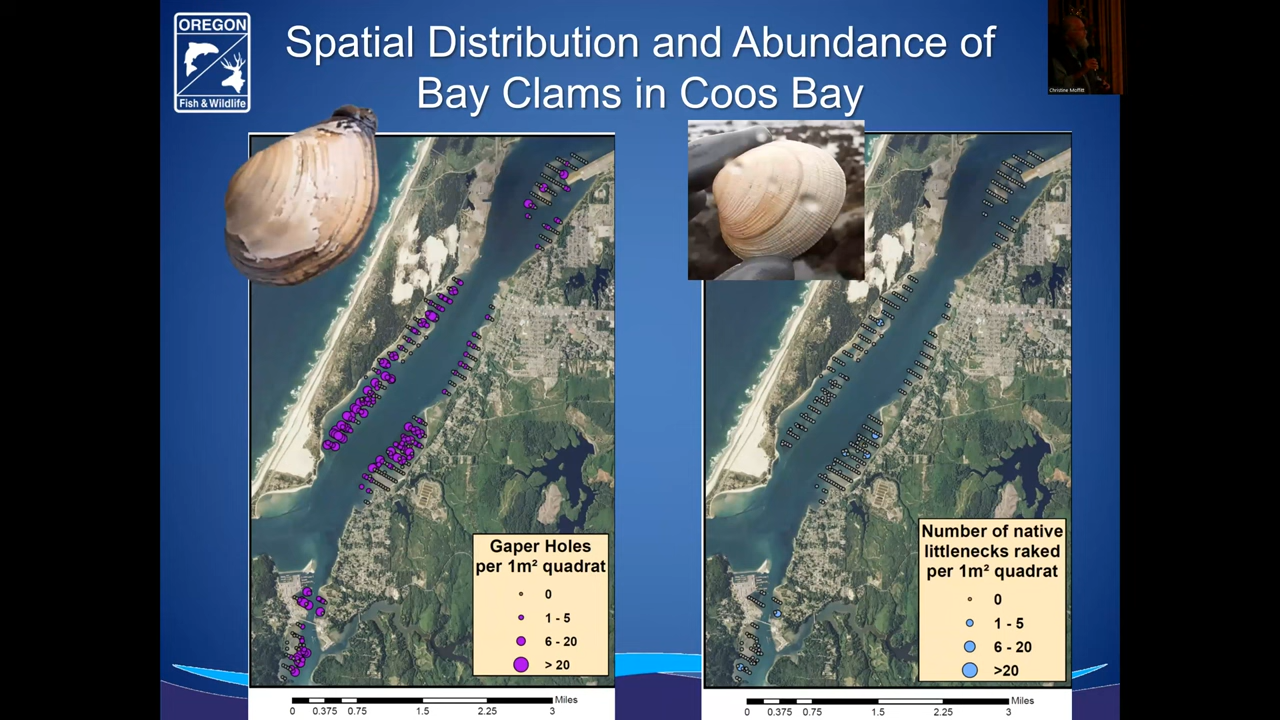 OREGON
Fish & Wildlife
Spatial Distribution and Abundance of
Bay Clams in Coos Bay
Christine Moffitt
Gaper Holes
per 1m² quadrat
0
1 - 5
6 - 20
> 20
Miles
0 0.375 0.75 1.5 2.25 3
Number of native
littlenecks raked
per 1m² quadrat
0
1 - 5
6 - 20
>20
Miles
0 0.375 0.75 1.5 2.25 3